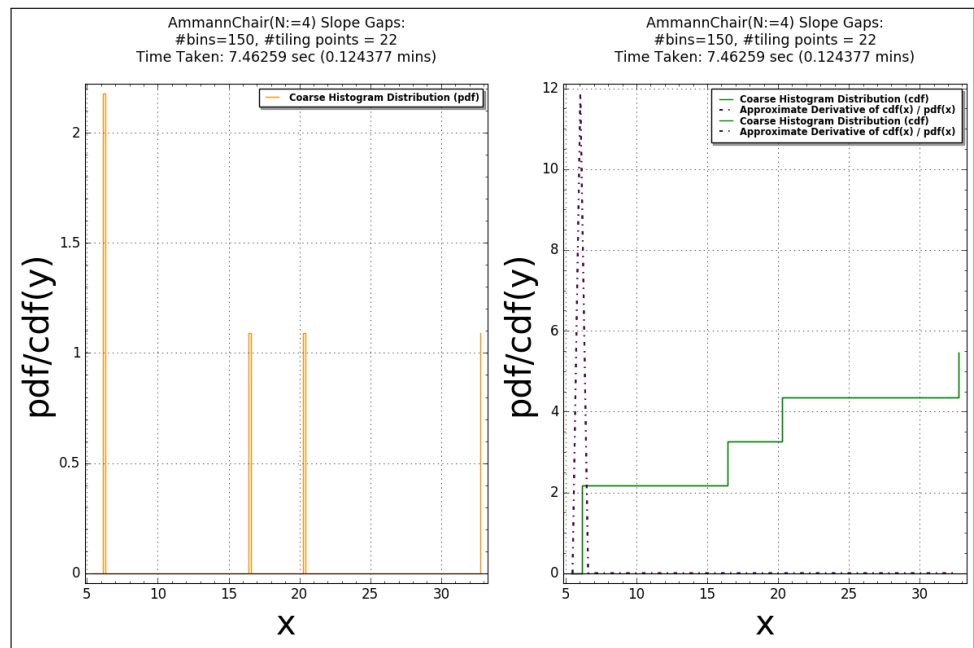 AmmannChair(N:=4) Slope Gaps:
#bins=150, #tiling points = 22
Time Taken: 7.46259 sec (0.124377 mins)
Coarse Histogram Distribution (pdf)
pdf/cdf(y)
2
1.5
1
0.5
0
5
10
15
20
25
30
x
AmmannChair(N:=4) Slope Gaps:
#bins=150, #tiling points = 22
Time Taken: 7.46259 sec (0.124377 mins)
Coarse Histogram Distribution (cdf)
Approximate Derivative of cdf(x) / pdf(x)
Coarse Histogram Distribution (cdf)
Approximate Derivative of cdf(x) / pdf(x)
pdf/cdf(y)
12
10
8
6
4
2
0
5
10
15
20
25
30
x